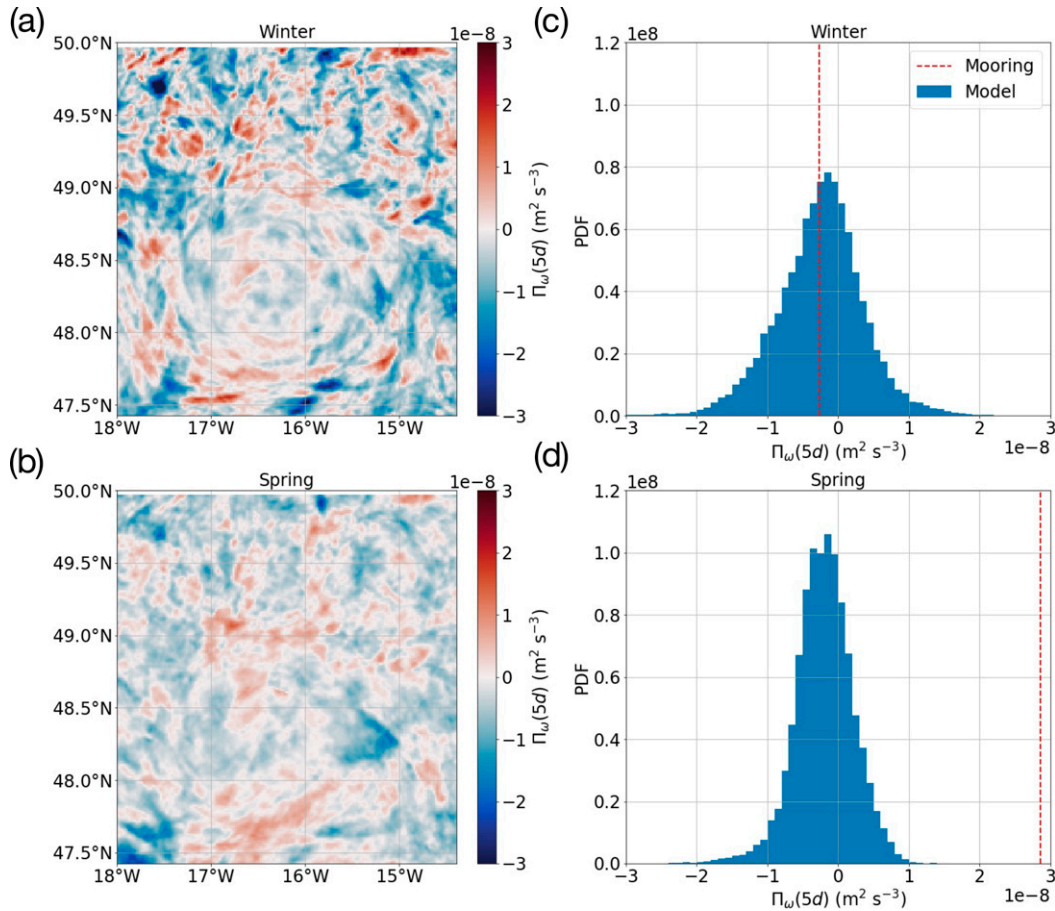 (a)
Winter
1e−8
50.0°N
49.5°N
49.0°N
48.5°N
48.0°N
47.5°N
18°W
17°W
16°W
15°W
3
2
1
0
−1
−2
−3
Πω(5d) (m² s⁻³)
(c)
Winter
1e8
1.2
1.0
0.8
0.6
0.4
0.2
0.0
PDF
Mooring
Model
−3
−2
−1
0
1
2
3
1e−8
Πω(5d) (m² s⁻³)
(b)
Spring
1e−8
50.0°N
49.5°N
49.0°N
48.5°N
48.0°N
47.5°N
18°W
17°W
16°W
15°W
3
2
1
0
−1
−2
−3
Πω(5d) (m² s⁻³)
(d)
Spring
1e8
1.2
1.0
0.8
0.6
0.4
0.2
0.0
PDF
−3
−2
−1
0
1
2
3
1e−8
Πω(5d) (m² s⁻³)